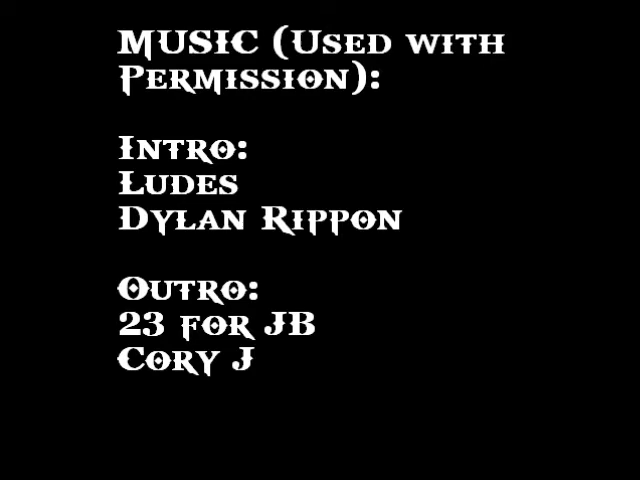 MUSIC (Used with
Permission):
Intro:
Ludes
Dylan Rippon
Outro:
23 for JB
Cory J